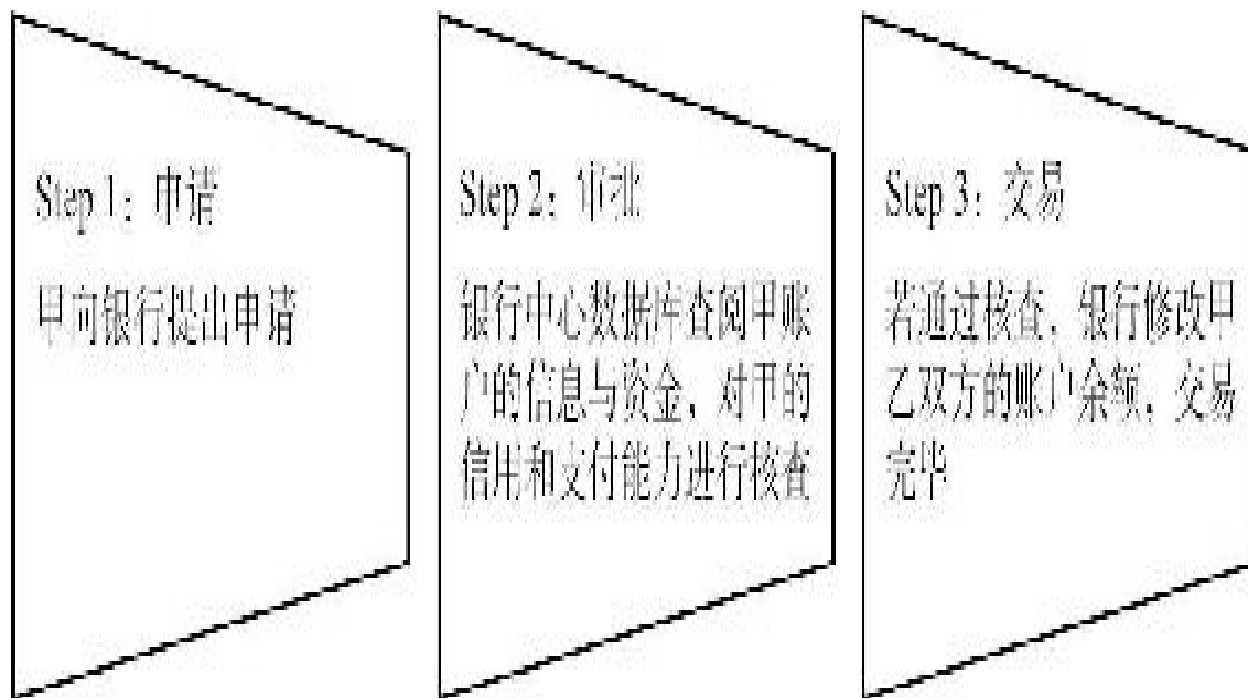 Step 1：申请
甲向银行提出申请
Step 2：审批
银行中心数据库查阅甲账
户的信息与资金，对甲的
信用和支付能力进行核查
Step 3：交易
若通过核查，银行修改甲
乙双方的账户余额，交易
完毕